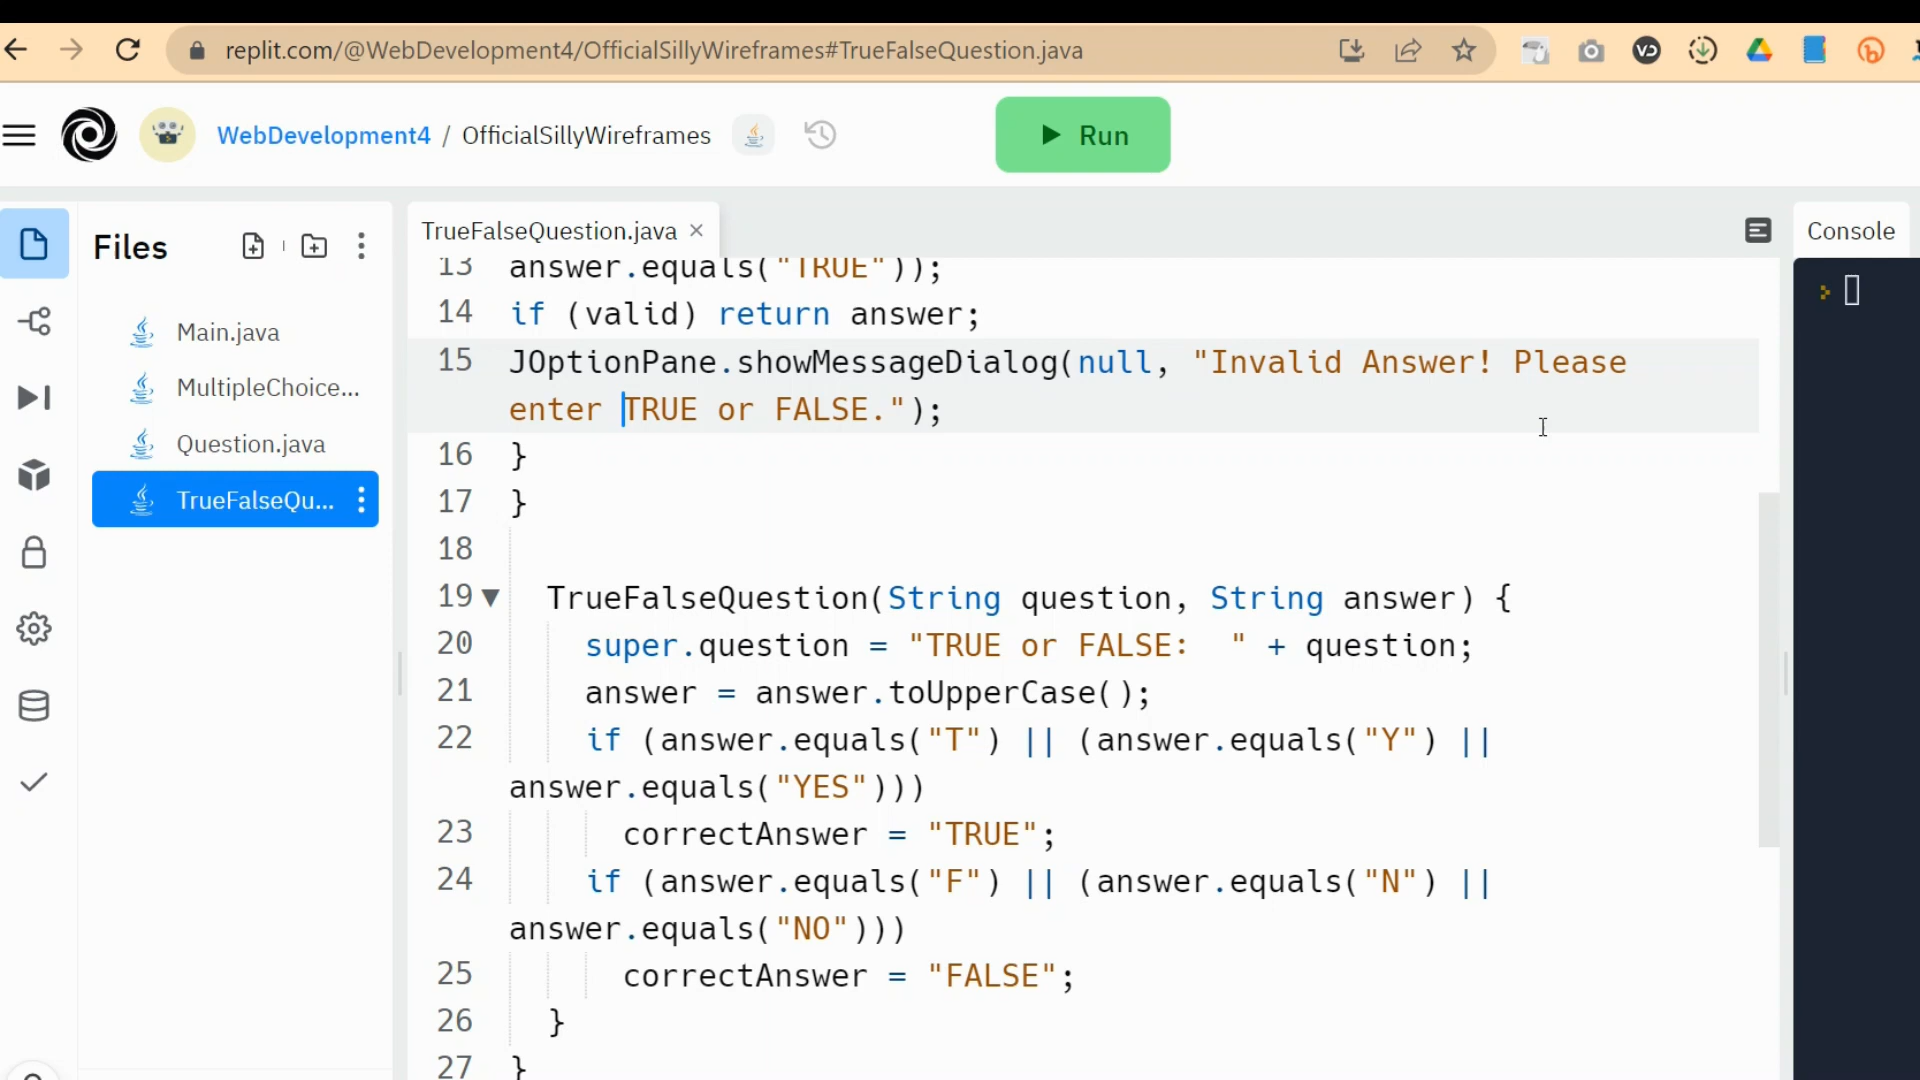 replit.com/@WebDevelopment4/OfficialSillyWireframes#TrueFalseQuestion.java
WebDevelopment4 / OfficialSillyWireframes
Run
Files
TrueFalseQuestion.java
Console
Main.java
MultipleChoice...
Question.java
TrueFalseQu...
13 answer.equals("TRUE"));
14 if (valid) return answer;
15 JOptionPane.showMessageDialog(null, "Invalid Answer! Please
enter TRUE or FALSE.");
16 }
17 }
18
19 TrueFalseQuestion(String question, String answer) {
20 super.question = "TRUE or FALSE:  " + question;
21 answer = answer.toUpperCase();
22 if (answer.equals("T") || (answer.equals("Y") ||
answer.equals("YES")))
23 correctAnswer = "TRUE";
24 if (answer.equals("F") || (answer.equals("N") ||
answer.equals("NO")))
25 correctAnswer = "FALSE";
26 }
27 }